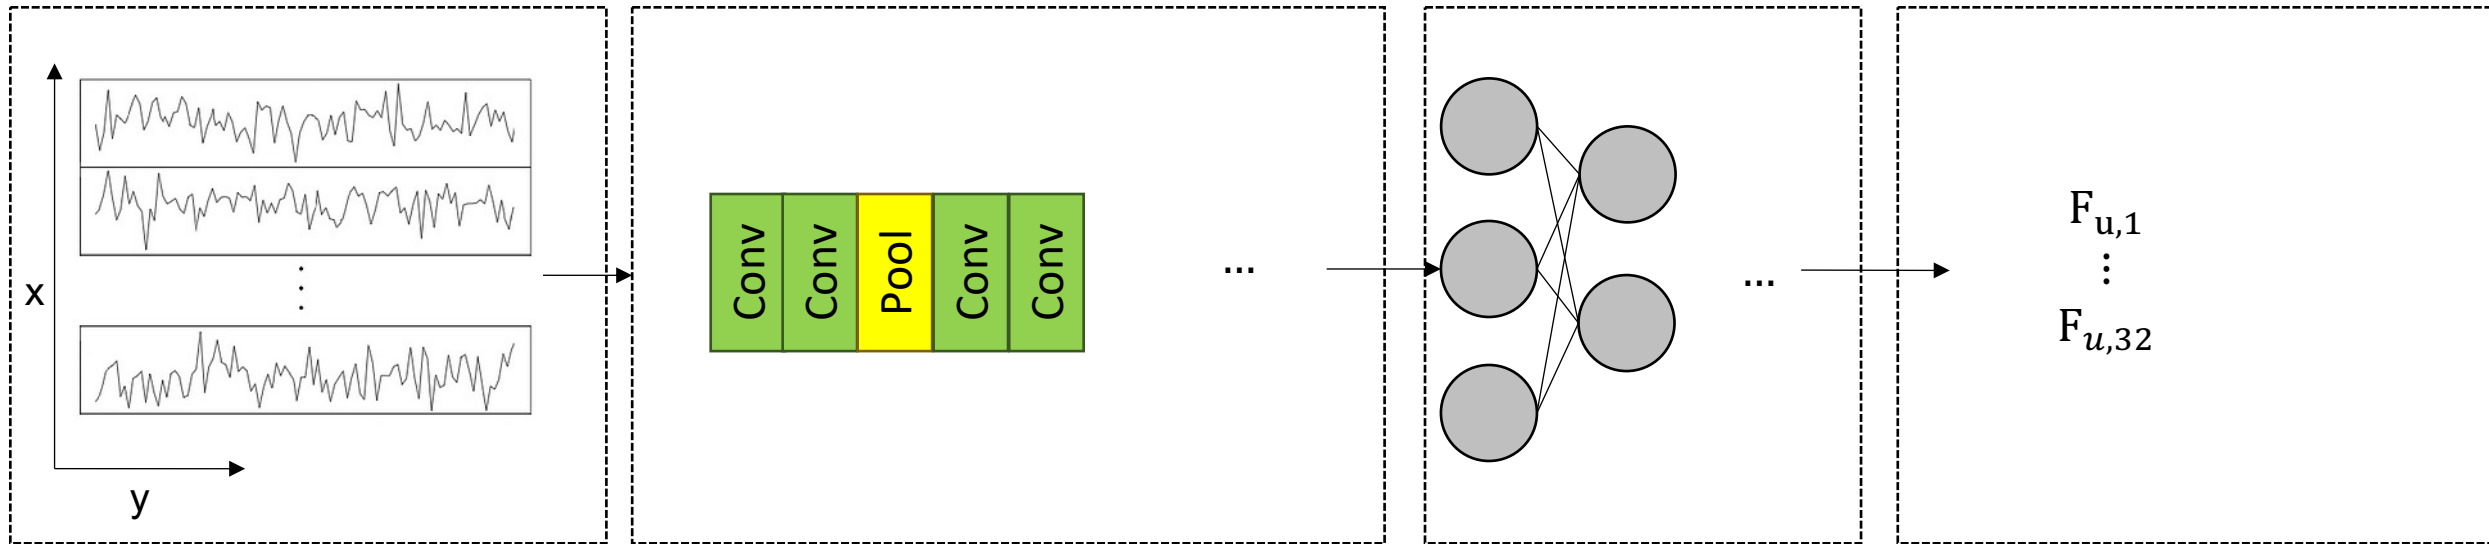 x
y
Conv
Conv
Pool
Conv
Conv
...
...
F_{u,1}
⋮
F_{u,32}